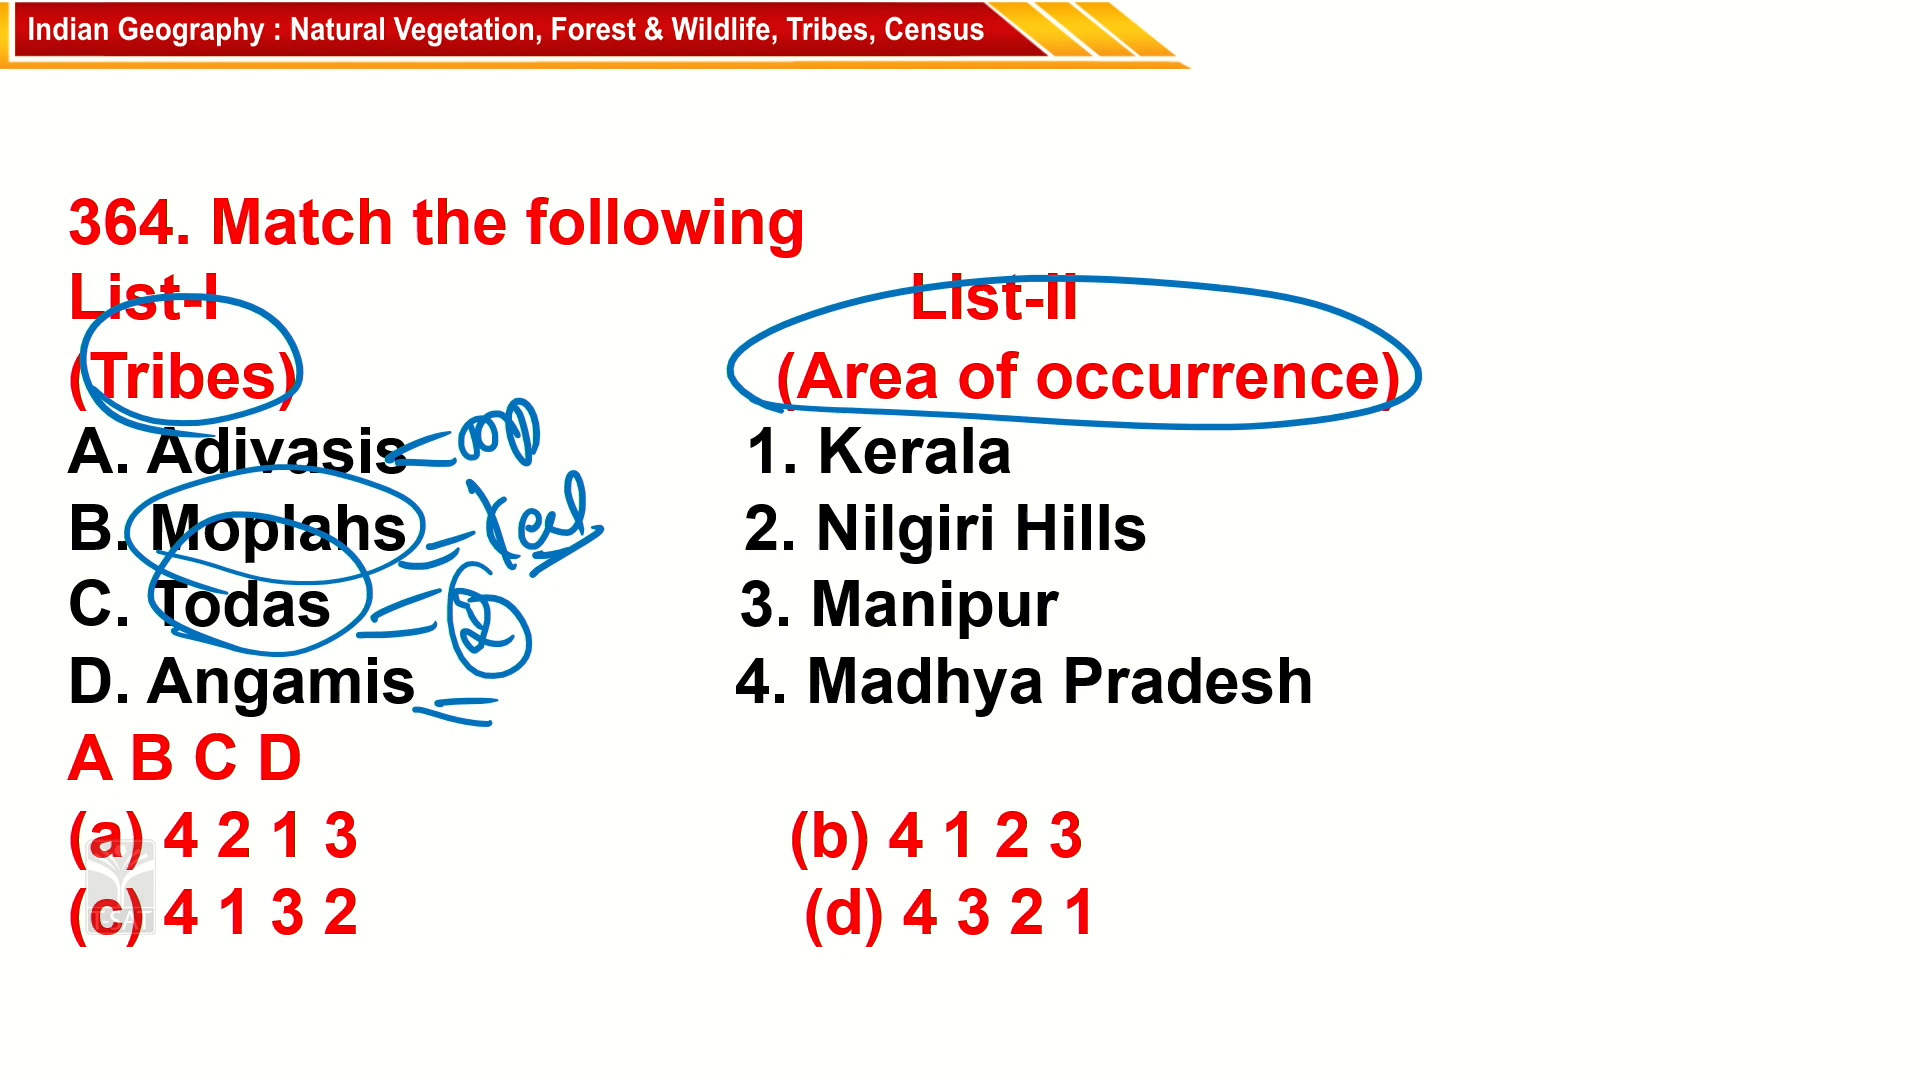 Indian Geography : Natural Vegetation, Forest & Wildlife, Tribes, Census
364. Match the following
List-I List-II
(Tribes) (Area of occurrence)
A. Adivasis 1. Kerala
B. Moplahs 2. Nilgiri Hills
C. Todas 2 3. Manipur
D. Angamis 4. Madhya Pradesh
A B C D
(a) 4 2 1 3 (b) 4 1 2 3
(c) 4 1 3 2 (d) 4 3 2 1
T-SAT